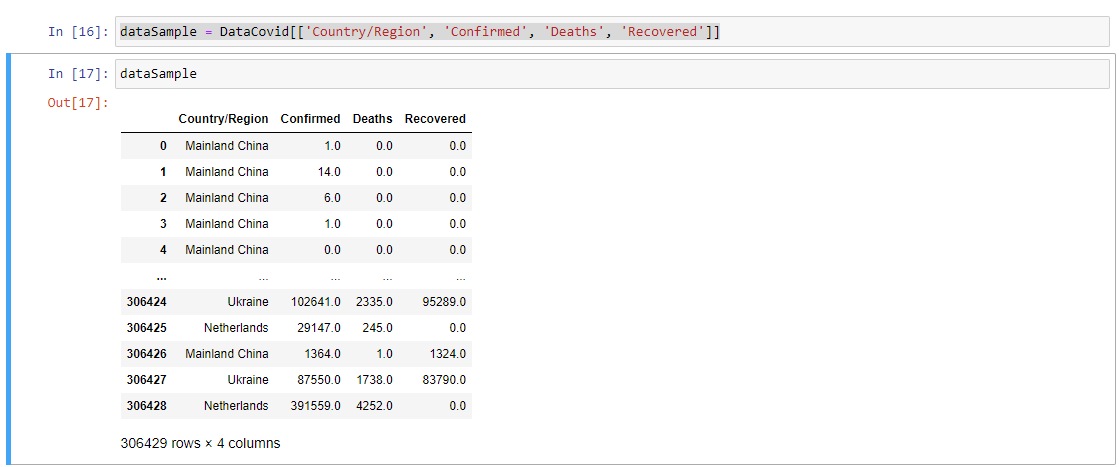 In [16]: dataSample = DataCovid[['Country/Region', 'Confirmed', 'Deaths', 'Recovered']]
In [17]: dataSample
Out[17]:
Country/Region Confirmed Deaths Recovered
0 Mainland China 1.0 0.0 0.0
1 Mainland China 14.0 0.0 0.0
2 Mainland China 6.0 0.0 0.0
3 Mainland China 1.0 0.0 0.0
4 Mainland China 0.0 0.0 0.0
... ... ... ... ...
306424 Ukraine 102641.0 2335.0 95289.0
306425 Netherlands 29147.0 245.0 0.0
306426 Mainland China 1364.0 1.0 1324.0
306427 Ukraine 87550.0 1738.0 83790.0
306428 Netherlands 391559.0 4252.0 0.0
306429 rows × 4 columns